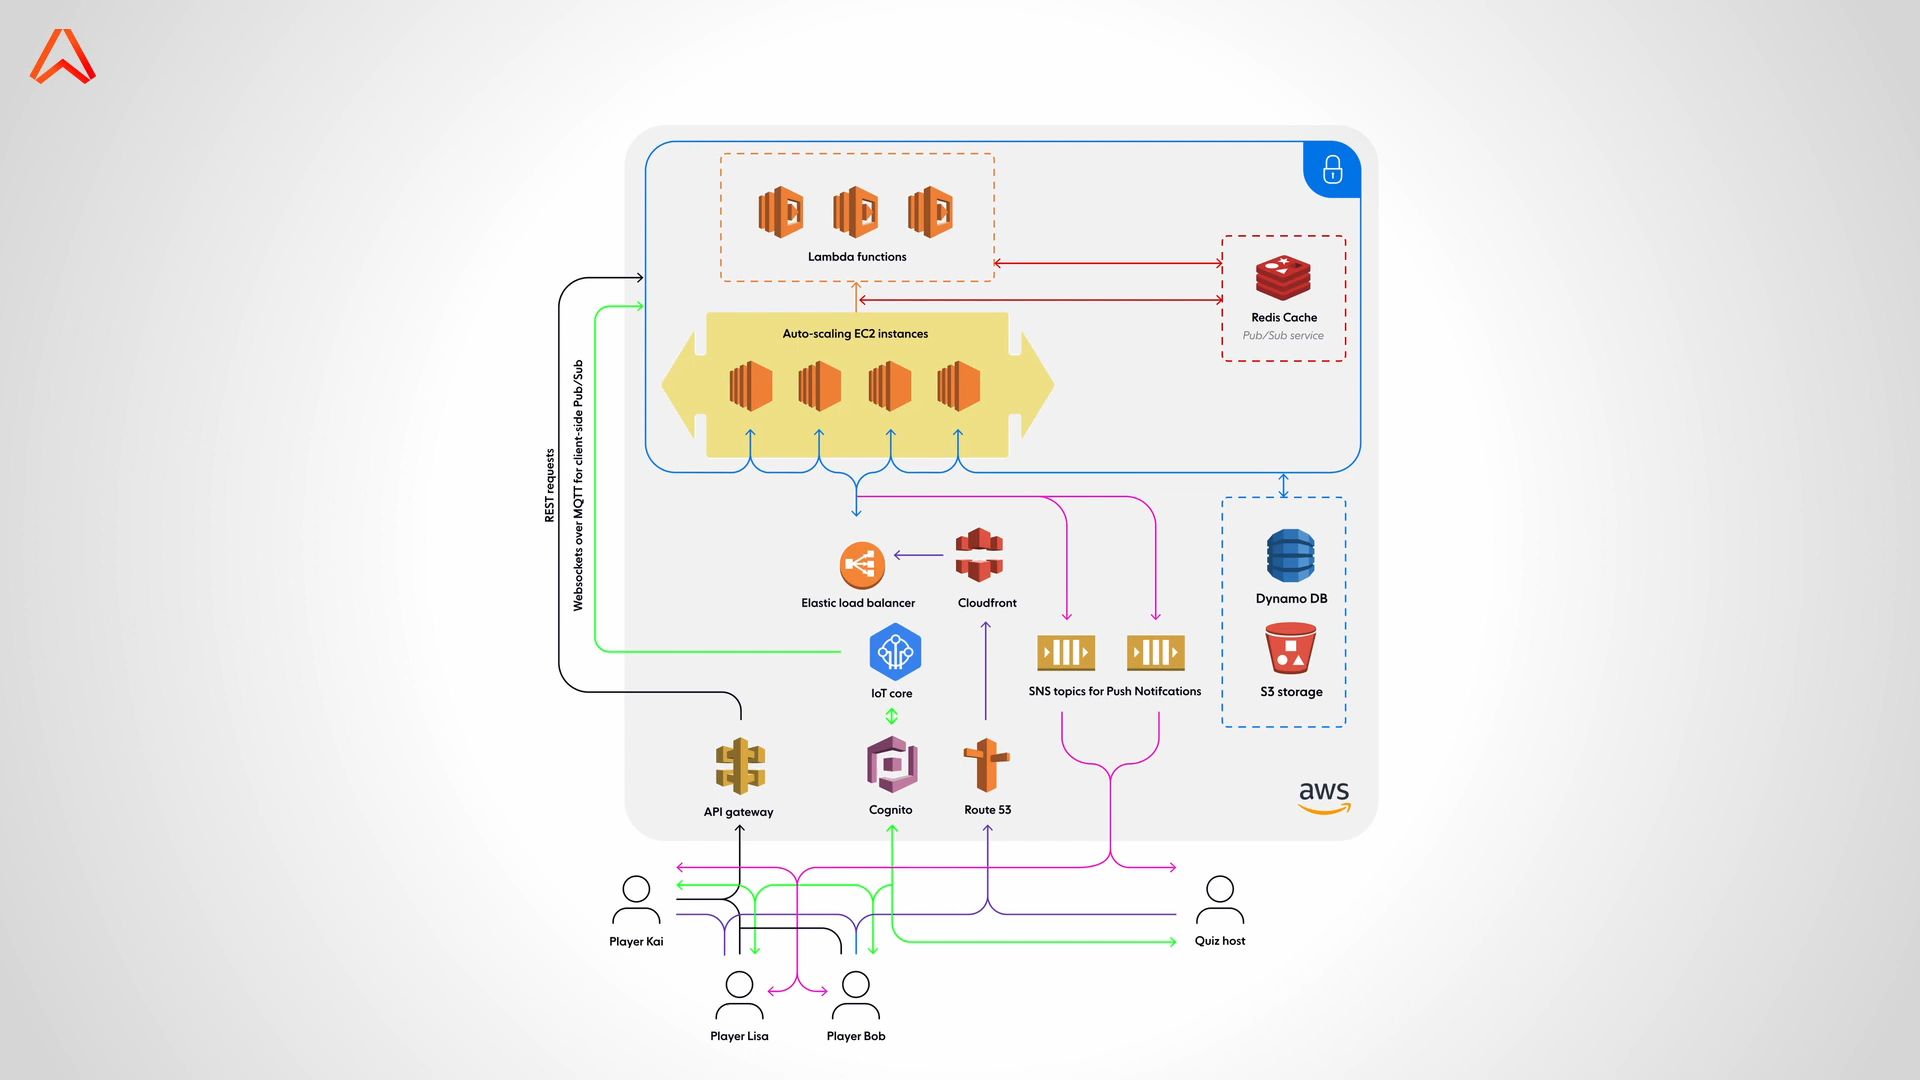 Lambda functions
Redis Cache
Pub/Sub service
Auto-scaling EC2 instances
REST requests
Websockets over MQTT for client-side Pub/Sub
Elastic load balancer
Cloudfront
Dynamo DB
IoT core
SNS topics for Push Notifcations
S3 storage
API gateway
Cognito
Route 53
aws
Player Kai
Quiz host
Player Lisa
Player Bob